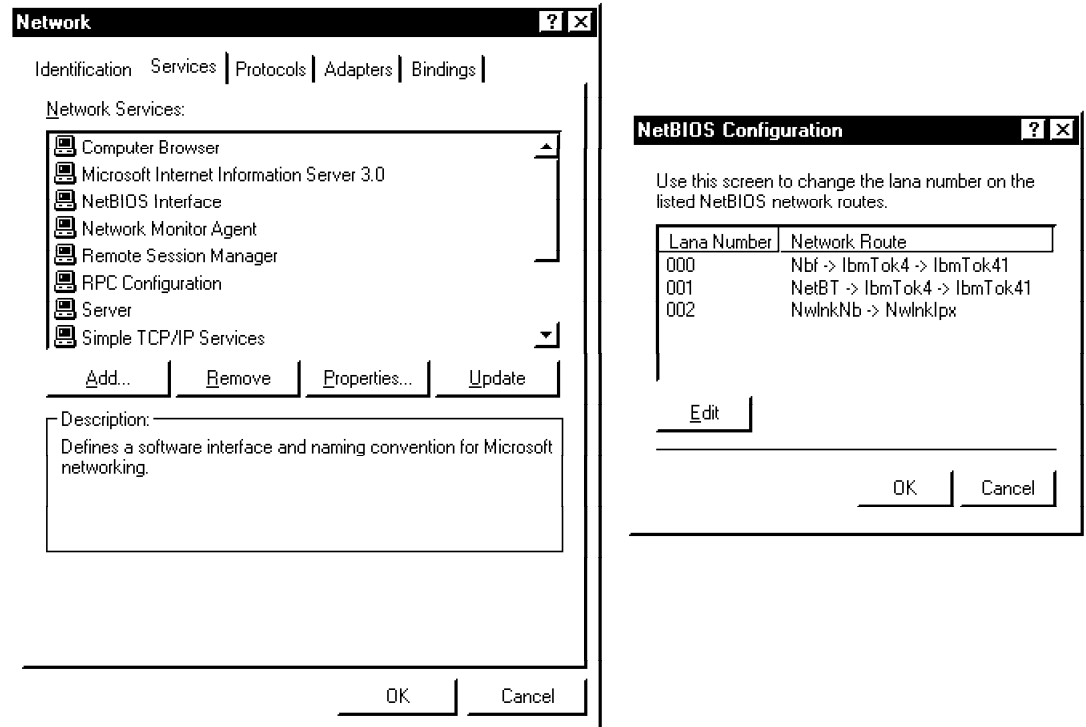 Network
Identification Services Protocols Adapters Bindings
Network Services:
Computer Browser
Microsoft Internet Information Server 3.0
NetBIOS Interface
Network Monitor Agent
Remote Session Manager
RPC Configuration
Server
Simple TCP/IP Services
Add... Remove Properties... Update
Description:
Defines a software interface and naming convention for Microsoft
networking.
OK Cancel
NetBIOS Configuration
Use this screen to change the lana number on the
listed NetBIOS network routes.
Lana Number Network Route
000 Nbf -> IbmTok4 -> IbmTok41
001 NetBT -> IbmTok4 -> IbmTok41
002 NwlnkNb -> NwlnkIpx
Edit
OK Cancel